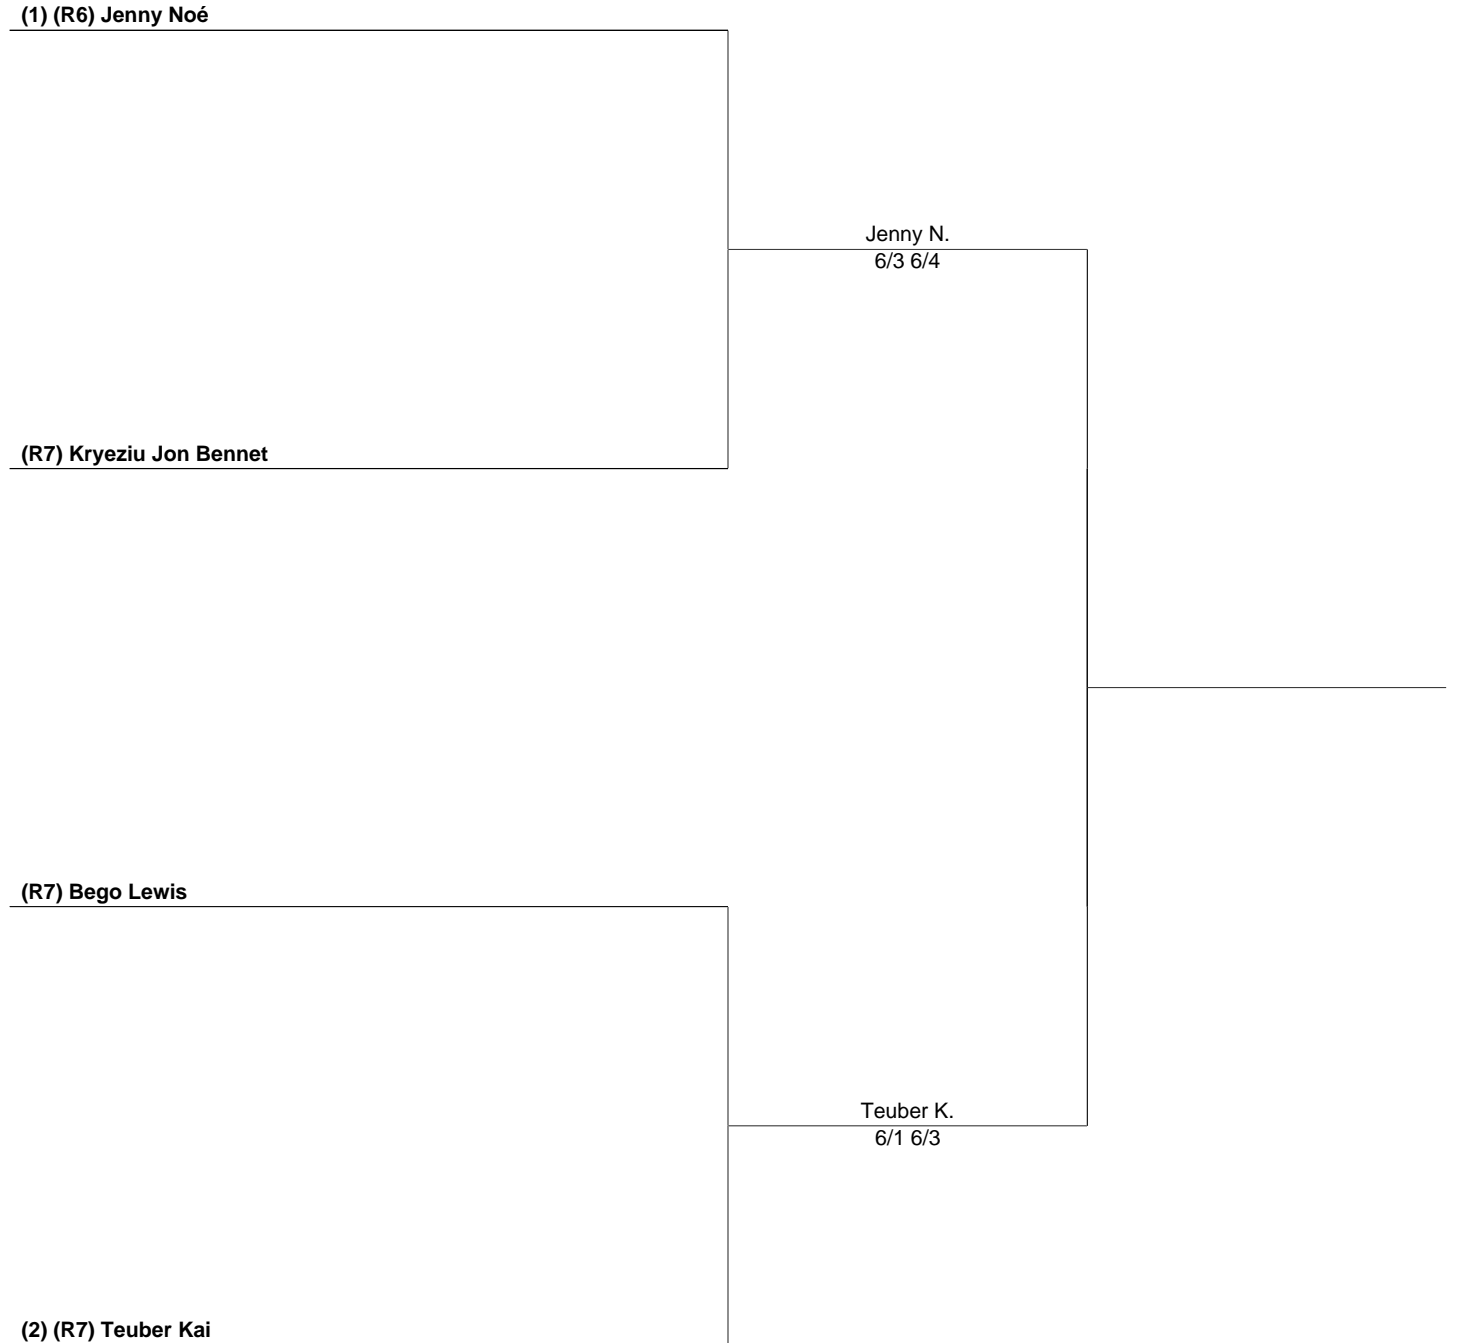 (1) (R6) Jenny Noé
Jenny N.
6/3 6/4
(R7) Kryeziu Jon Bennet
(R7) Bego Lewis
Teuber K.
6/1 6/3
(2) (R7) Teuber Kai